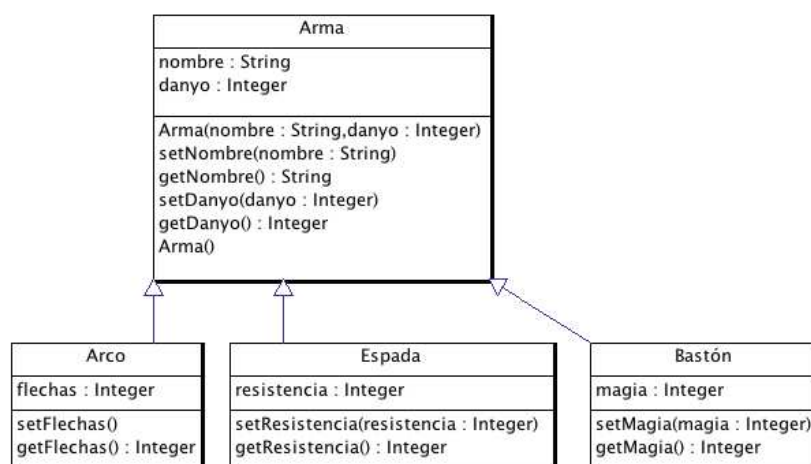 Arma
nombre : String
danyo : Integer
Arma(nombre : String,danyo : Integer)
setNombre(nombre : String)
getNombre() : String
setDanyo(danyo : Integer)
getDanyo() : Integer
Arma()
Arco
flechas : Integer
setFlechas()
getFlechas() : Integer
Espada
resistencia : Integer
setResistencia(resistencia : Integer)
getResistencia() : Integer
Bastón
magia : Integer
setMagia(magia : Integer)
getMagia() : Integer